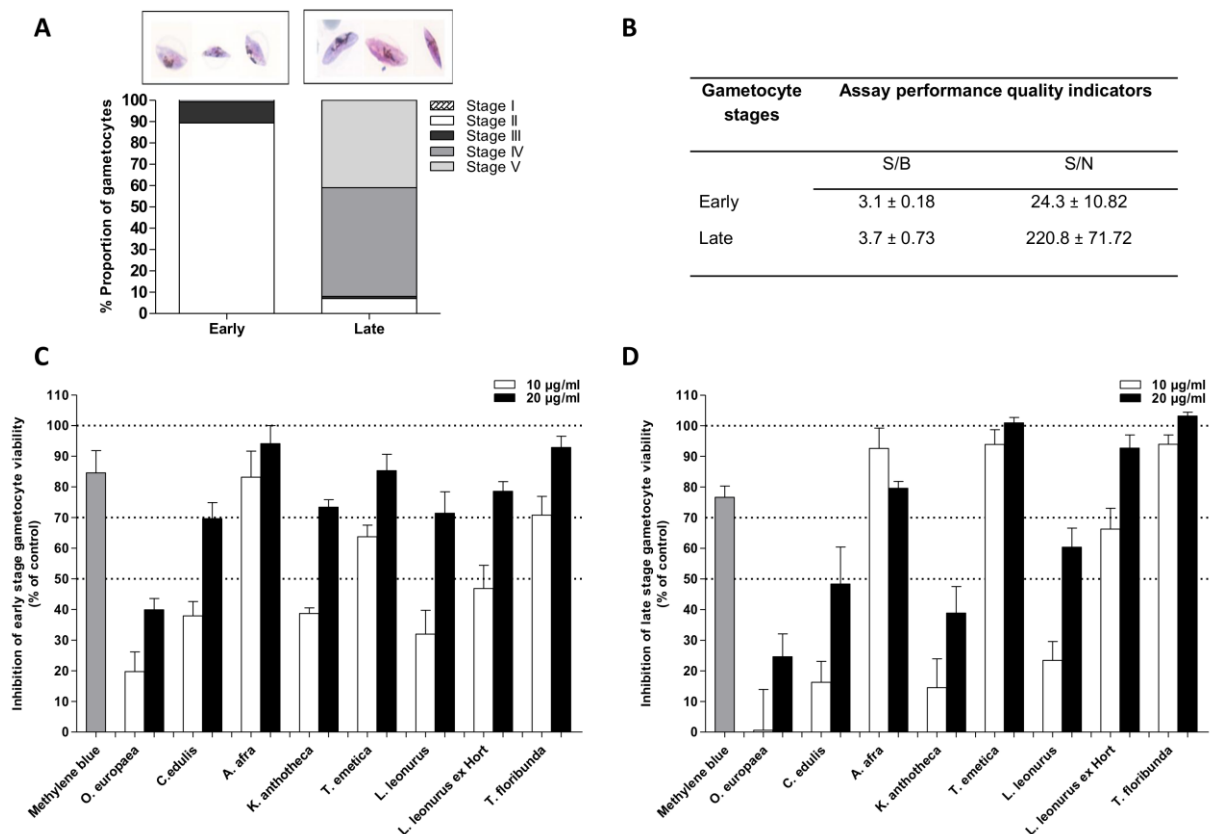 A
100
90
80
70
60
50
40
30
20
10
0
% Proportion of gametocytes
Early
Late
Stage I
Stage II
Stage III
Stage IV
Stage V
B
Gametocyte stages
Assay performance quality indicators
S/B
S/N
Early
3.1 ± 0.18
24.3 ± 10.82
Late
3.7 ± 0.73
220.8 ± 71.72
C
10 µg/ml
20 µg/ml
110
100
90
80
70
60
50
40
30
20
10
0
Inhibition of early stage gametocyte viability
(% of control)
Methylene blue
O. europaea
C.edulis
A. afra
K. anthotheca
T. emetica
L. leonurus
L. leonurus ex Hort
T. floribunda
D
10 µg/ml
20 µg/ml
110
100
90
80
70
60
50
40
30
20
10
0
Inhibition of late stage gametocyte viability
(% of control)
Methylene blue
O. europaea
C. edulis
A. afra
K. anthotheca
T. emetica
L. leonurus
L. leonurus ex Hort
T. floribunda